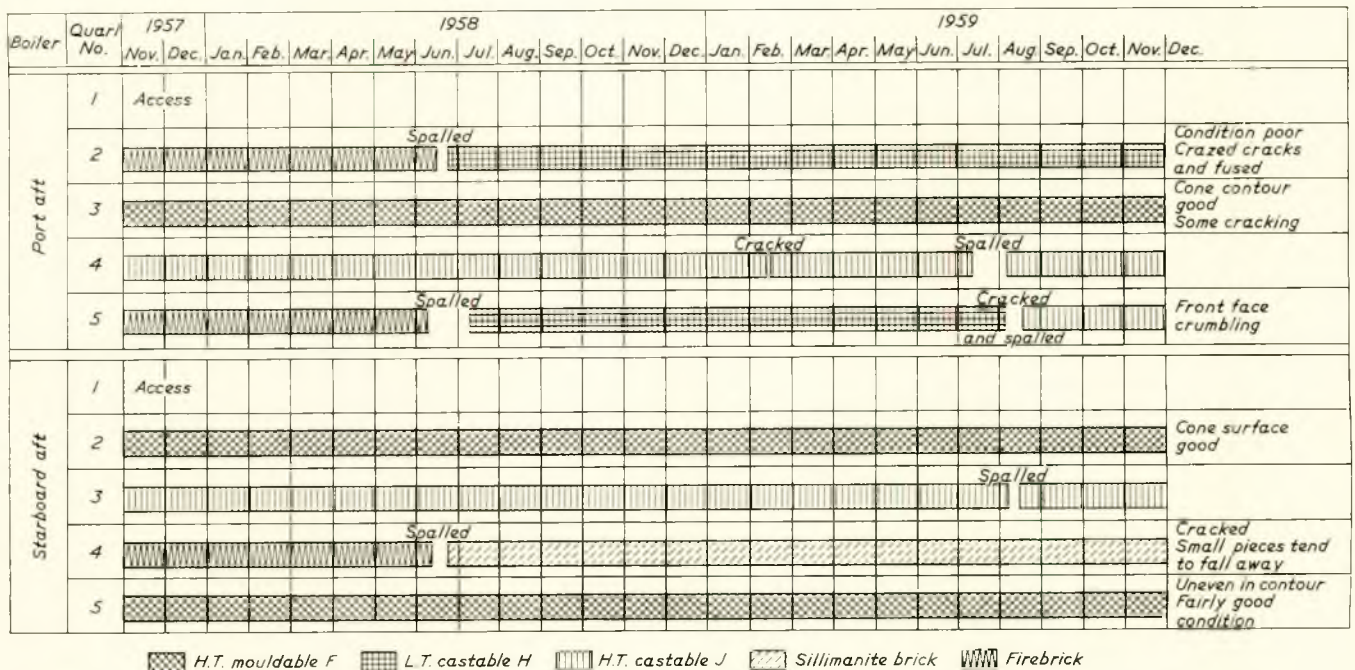 1957 1958 1959
Boiler Quarl No. Nov. Dec. Jan. Feb. Mar. Apr. May Jun. Jul. Aug. Sep. Oct. Nov. Dec. Jan. Feb. Mar. Apr. May Jun. Jul. Aug Sep. Oct. Nov. Dec.
Port aft
1 Access
Spalled
2 Condition poor
Crazed cracks
and fused
3 Cone contour
good
Some cracking
Cracked Spalled
4
Spalled Cracked
5 Front face
crumbling
and spalled
Starboard aft
1 Access
2 Cone surface
good
Spalled
3
Spalled
4 Cracked
Small pieces tend
to fall away
5 Uneven in contour
Fairly good
condition
H.T. mouldable F L.T. castable H H.T. castable J Sillimanite brick Firebrick